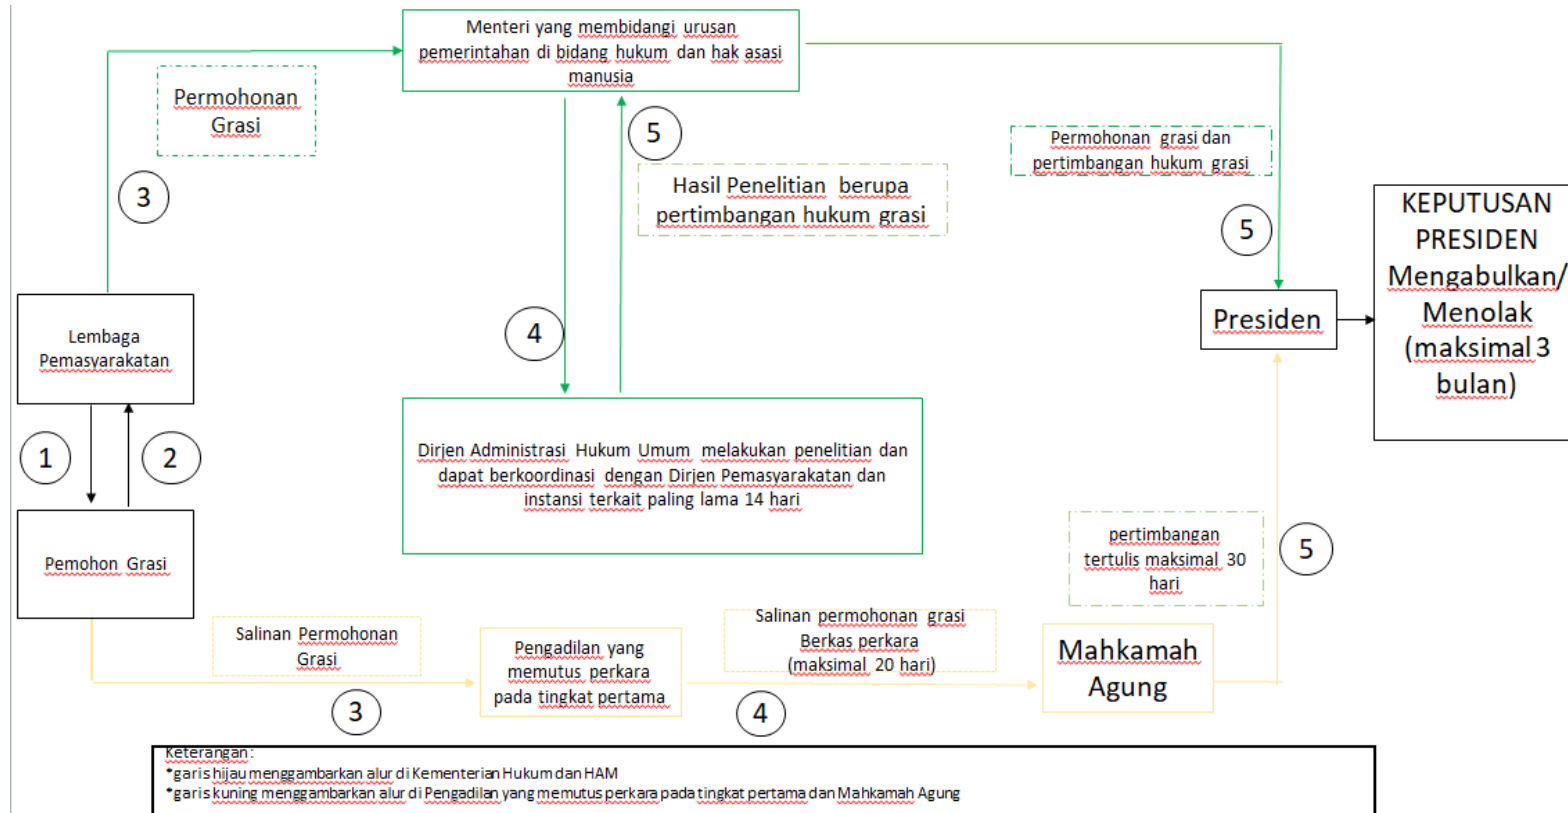 Menteri yang membidangi urusan
pemerintahan di bidang hukum dan hak asasi
manusia
Permohonan
Grasi
3
5
Hasil Penelitian berupa
pertimbangan hukum grasi
Permohonan grasi dan
pertimbangan hukum grasi
5
KEPUTUSAN
PRESIDEN
Mengabulkan/
Menolak
(maksimal 3
bulan)
Presiden
4
Lembaga
Pemasyarakatan
1
2
Dirjen Administrasi Hukum Umum melakukan penelitian dan
dapat berkoordinasi dengan Dirjen Pemasyarakatan dan
instansi terkait paling lama 14 hari
Pemohon Grasi
pertimbangan
tertulis maksimal 30
hari
5
Salinan Permohonan
Grasi
3
Pengadilan yang
memutus perkara
pada tingkat pertama
Salinan permohonan grasi
Berkas perkara
(maksimal 20 hari)
4
Mahkamah
Agung
Keterangan :
*garis hijau menggambarkan alur di Kementerian Hukum dan HAM
*garis kuning menggambarkan alur di Pengadilan yang memutus perkara pada tingkat pertama dan Mahkamah Agung